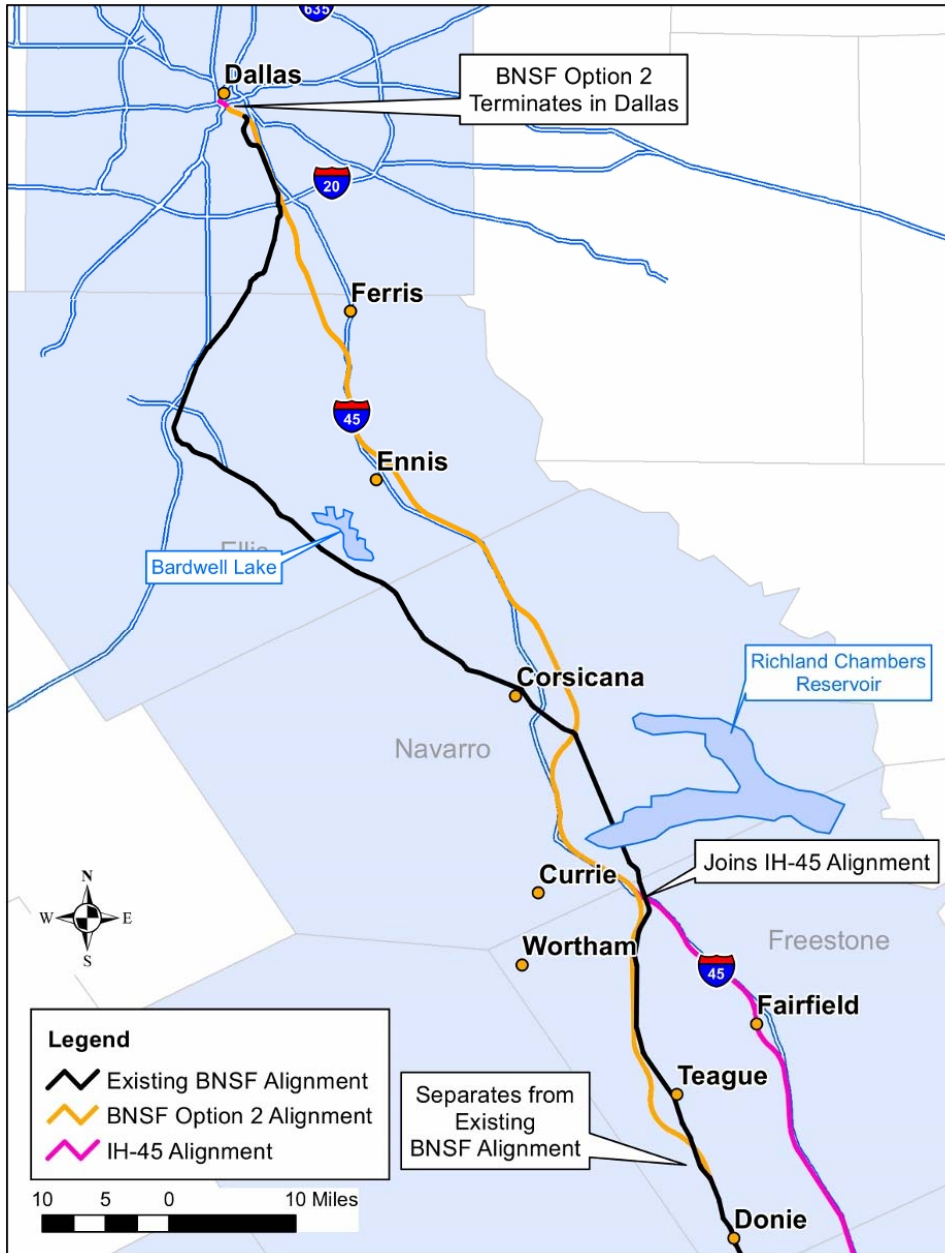 635
Dallas
BNSF Option 2
Terminates in Dallas
20
Ferris
45
Ennis
Ellis
Bardwell Lake
Corsicana
Richland Chambers
Reservoir
Navarro
Joins IH-45 Alignment
Currie
N
W E
S
Wortham
Freestone
45
Fairfield
Legend
Existing BNSF Alignment
BNSF Option 2 Alignment
IH-45 Alignment
Teague
Separates from
Existing
BNSF Alignment
10 5 0 10 Miles
Donie